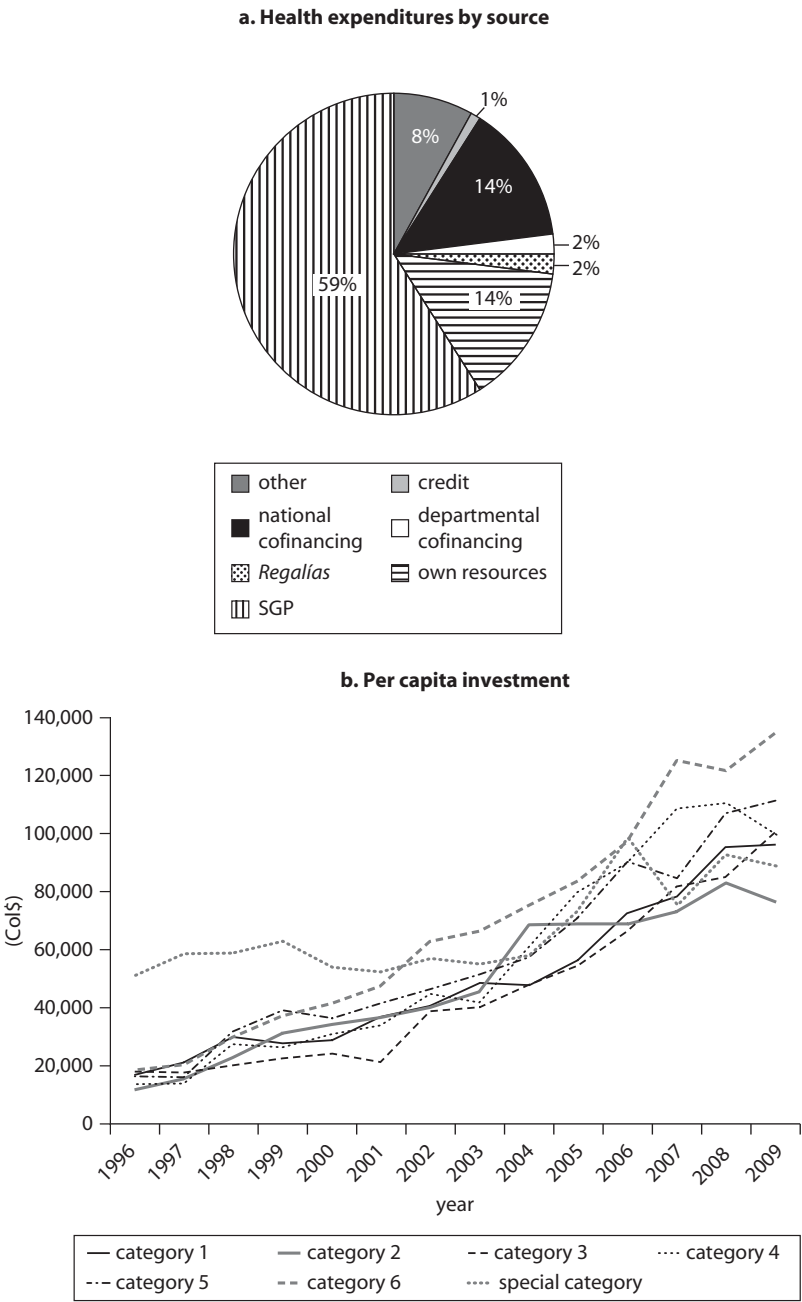 a. Health expenditures by source
1%
8%
14%
2%
2%
59%
14%
other
credit
national
cofinancing
departmental
cofinancing
Regalías
own resources
SGP
b. Per capita investment
140,000
120,000
100,000
80,000
60,000
40,000
20,000
0
(Col$)
1996 1997 1998 1999 2000 2001 2002 2003 2004 2005 2006 2007 2008 2009
year
category 1 category 2 category 3 category 4
category 5 category 6 special category